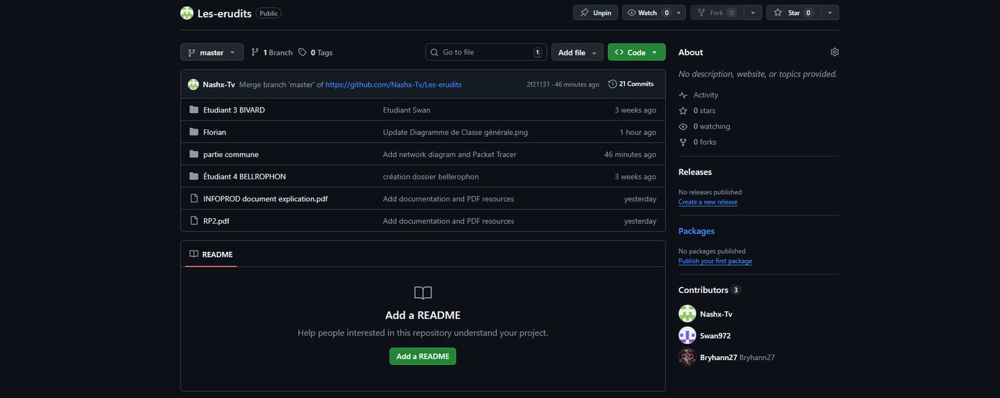 Les-erudits Public Unpin Watch 0 Fork 0 Star 0
master 1 Branch 0 Tags Go to file t Add file Code
Nashx-Tv Merge branch 'master' of https://github.com/Nashx-Tv/Les-erudits 2f21131 · 46 minutes ago 21 Commits
Etudiant 3 BIVARD Etudiant Swan 3 weeks ago
Florian Update Diagramme de Classe générale.png 1 hour ago
partie commune Add network diagram and Packet Tracer 46 minutes ago
Étudiant 4 BELLROPHON création dossier bellerophon 3 weeks ago
INFOPROD document explication.pdf Add documentation and PDF resources yesterday
RP2.pdf Add documentation and PDF resources yesterday
README
Add a README
Help people interested in this repository understand your project.
Add a README
About
No description, website, or topics provided.
Activity
0 stars
0 watching
0 forks
Releases
No releases published
Create a new release
Packages
No packages published
Publish your first package
Contributors 3
Nashx-Tv
Swan972
Bryhann27 Bryhann27